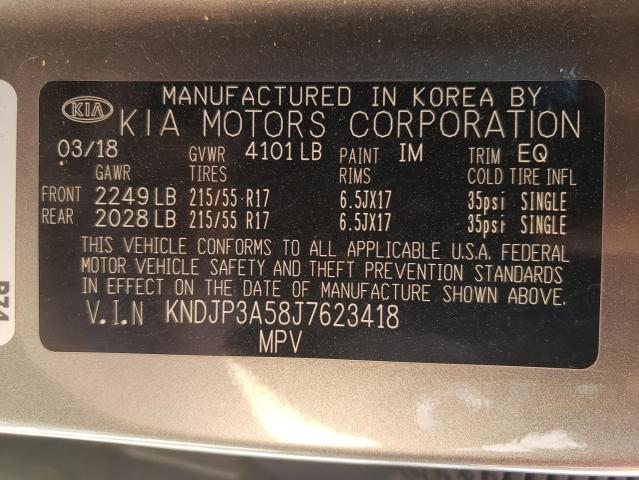 MANUFACTURED IN KOREA BY
KIA KIA MOTORS CORPORATION
03/18 GVWR 4101 LB PAINT IM TRIM EQ
GAWR TIRES RIMS COLD TIRE INFL
FRONT 2249 LB 215/55 R17 6.5JX17 35psi SINGLE
REAR 2028 LB 215/55 R17 6.5JX17 35psi SINGLE
THIS VEHICLE CONFORMS TO ALL APPLICABLE U.S.A. FEDERAL
MOTOR VEHICLE SAFETY AND THEFT PREVENTION STANDARDS
IN EFFECT ON THE DATE OF MANUFACTURE SHOWN ABOVE.
V.I.N KNDJP3A58J7623418
MPV
R74